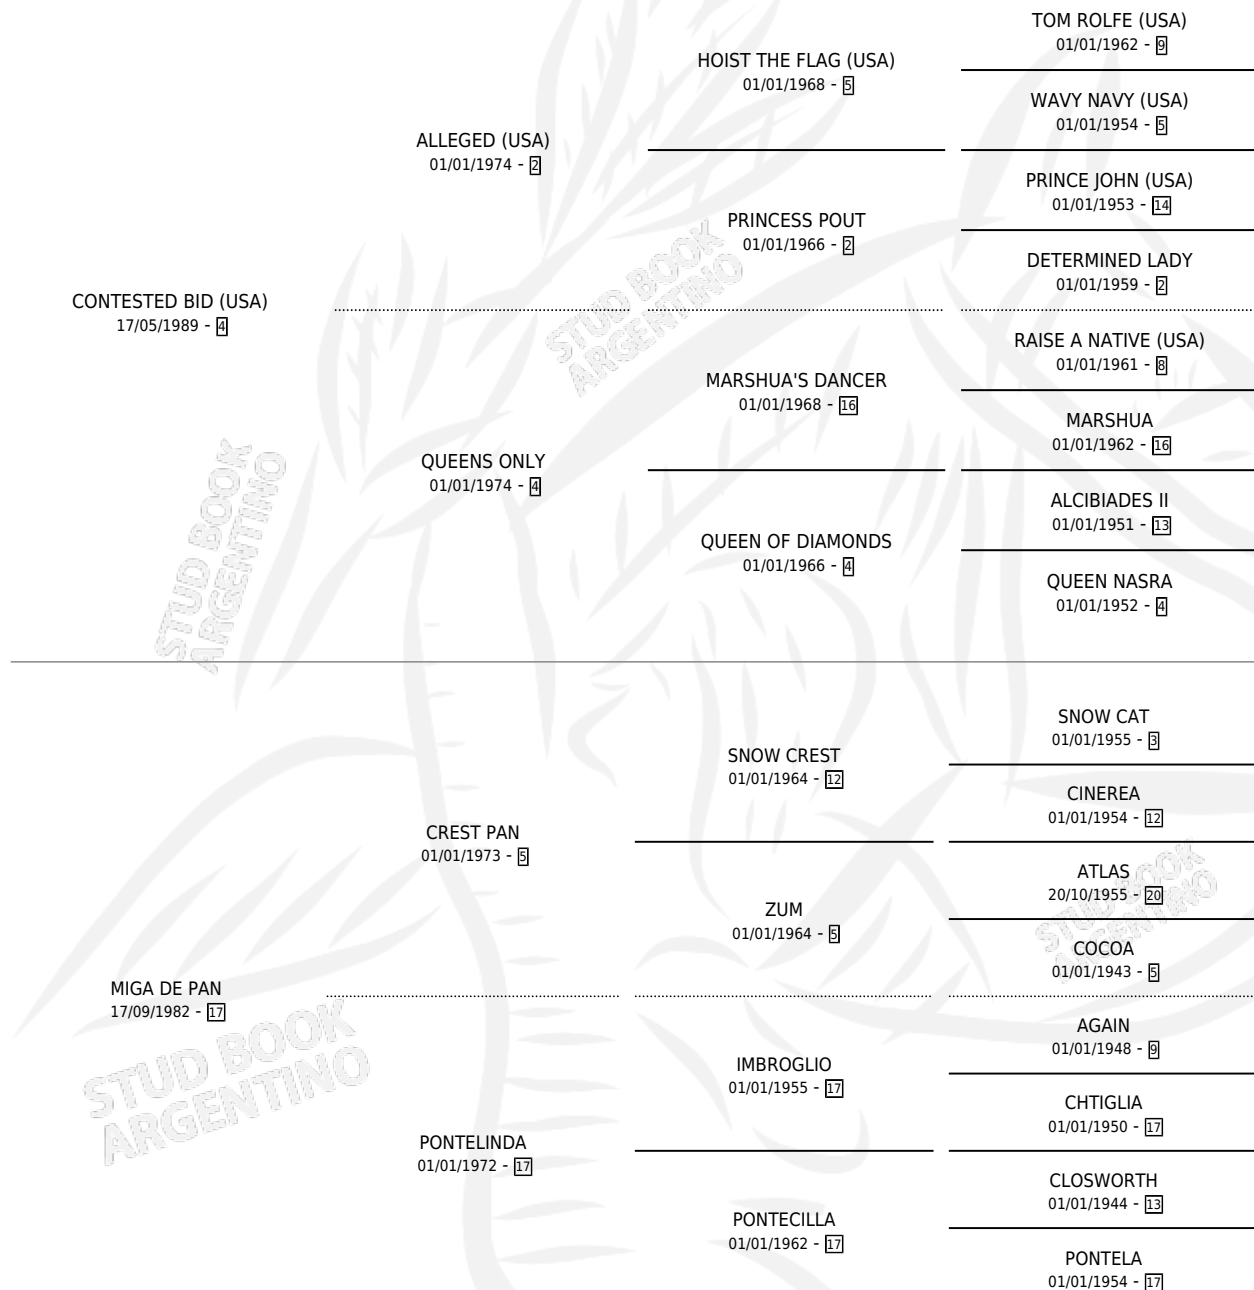 TOM ROLFE (USA)
01/01/1962 - 9
HOIST THE FLAG (USA)
01/01/1968 - 5
WAVY NAVY (USA)
01/01/1954 - 5
ALLEGED (USA)
01/01/1974 - 2
PRINCE JOHN (USA)
01/01/1953 - 14
PRINCESS POUT
01/01/1966 - 2
DETERMINED LADY
01/01/1959 - 2
CONTESTED BID (USA)
17/05/1989 - 4
RAISE A NATIVE (USA)
01/01/1961 - 8
MARSHUA'S DANCER
01/01/1968 - 16
MARSHUA
01/01/1962 - 16
QUEENS ONLY
01/01/1974 - 4
ALCIBIADES II
01/01/1951 - 13
QUEEN OF DIAMONDS
01/01/1966 - 4
QUEEN NASRA
01/01/1952 - 4
SNOW CAT
01/01/1955 - 3
SNOW CREST
01/01/1964 - 12
CINEREA
01/01/1954 - 12
CREST PAN
01/01/1973 - 5
ATLAS
20/10/1955 - 20
ZUM
01/01/1964 - 5
COCOA
01/01/1943 - 5
MIGA DE PAN
17/09/1982 - 17
AGAIN
01/01/1948 - 9
IMBROGLIO
01/01/1955 - 17
CHTIGLIA
01/01/1950 - 17
PONTELINDA
01/01/1972 - 17
CLOSWORTH
01/01/1944 - 13
PONTECILLA
01/01/1962 - 17
PONTELA
01/01/1954 - 17
STUD BOOK
ARGENTINO
STUD BOOK
ARGENTINO
STUD BOOK
ARGENTINO
STUD BOOK
ARGENTINO